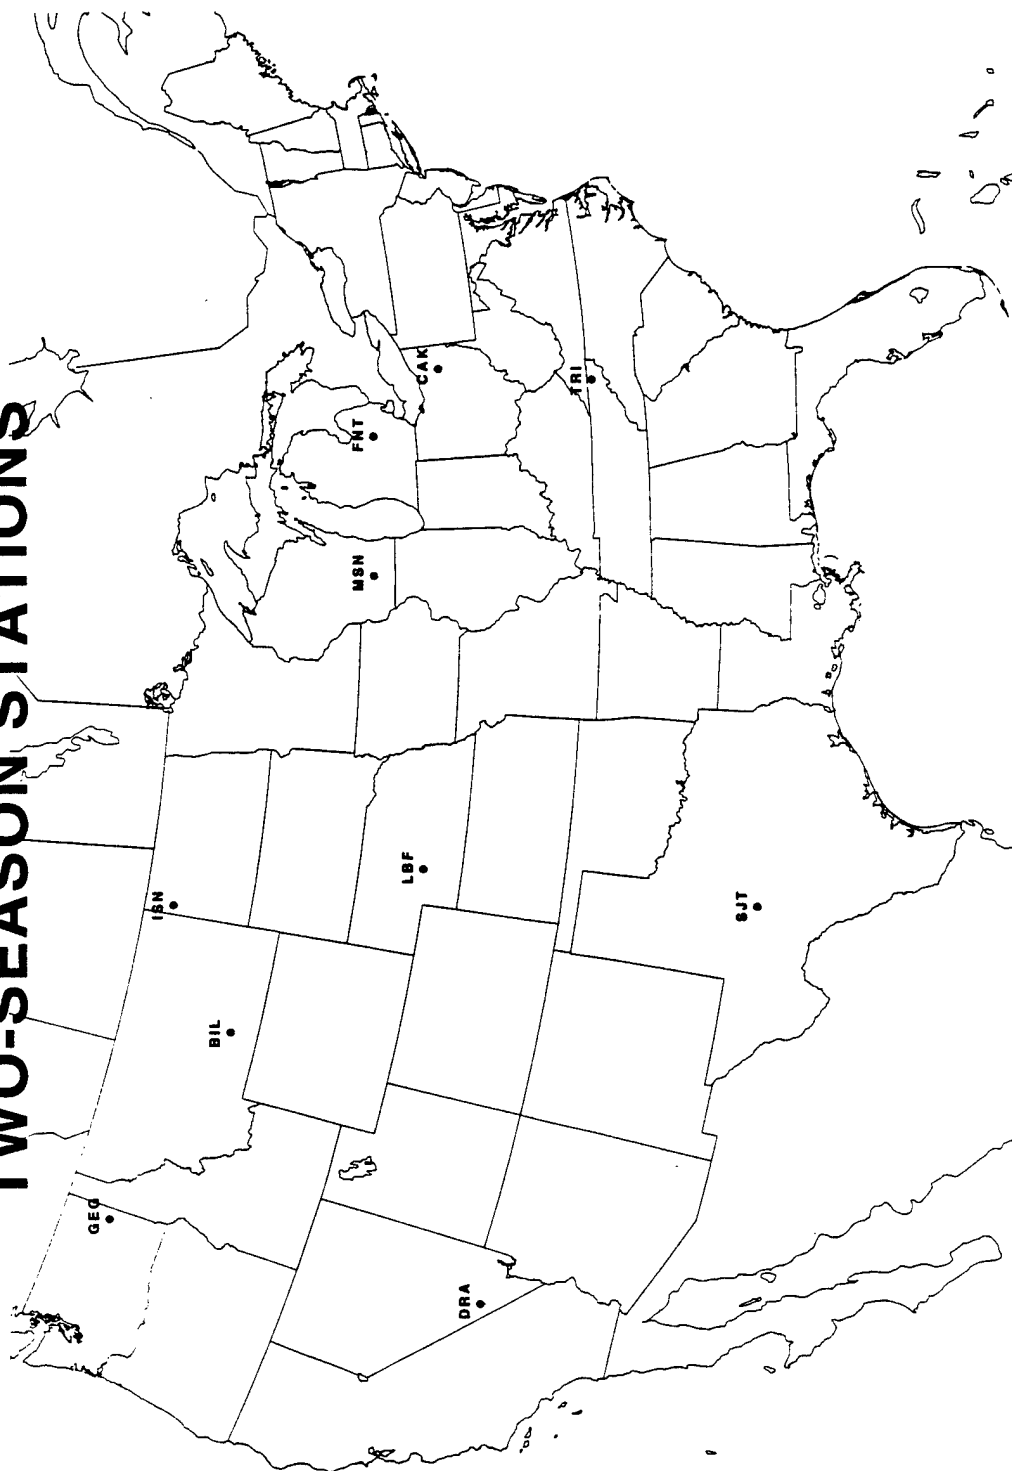 TWO-SEASON STATIONS
GEG
BIL
ISN
LBF
DRA
SJT
MSN
FNT
CAK
TRI